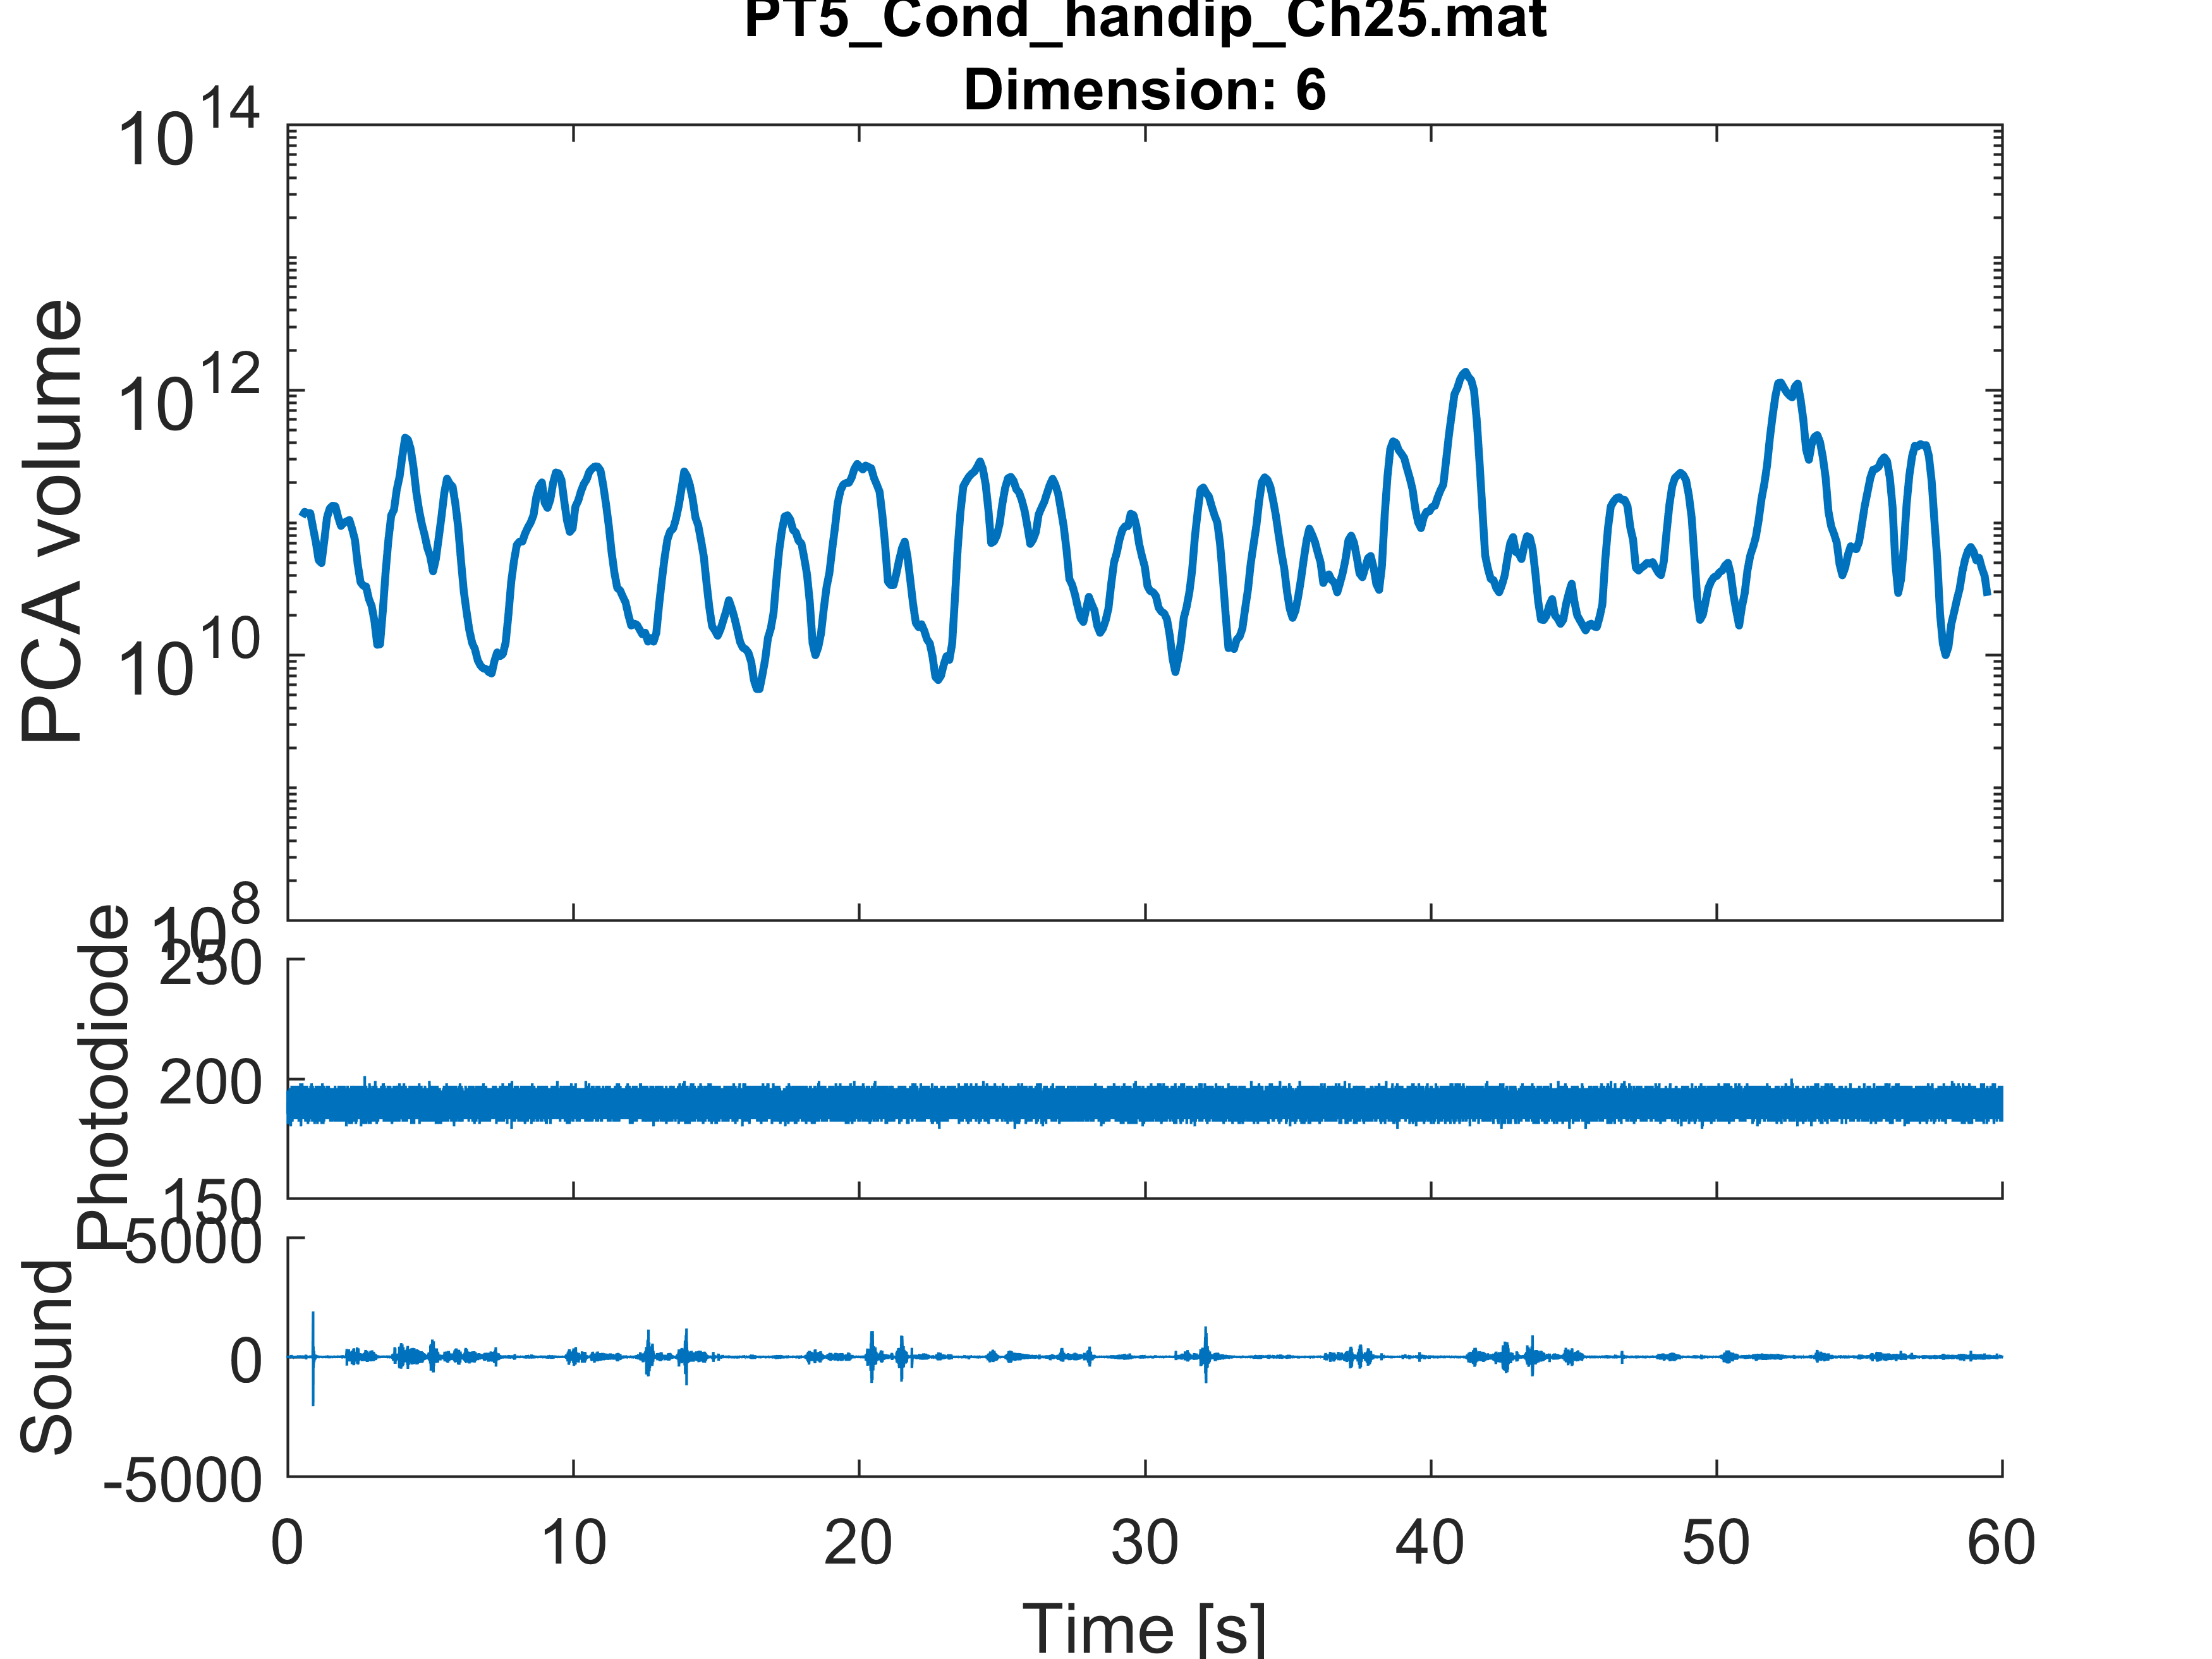 PT5_Cond_handip_Ch25.mat
Dimension: 6
10^14
10^12
10^10
10^8
PCA volume
250
200
150
Photodiode
5000
0
-5000
Sound
0 10 20 30 40 50 60
Time [s]